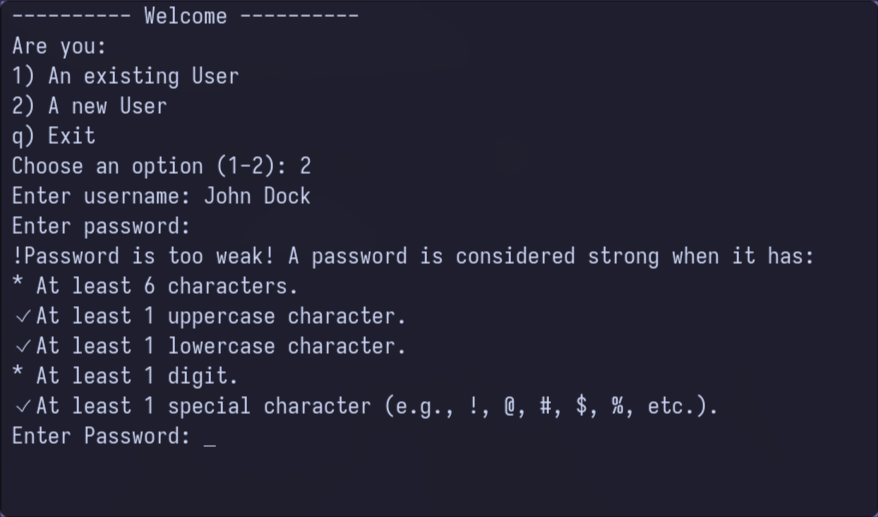 ---------- Welcome ----------
Are you:
1) An existing User
2) A new User
q) Exit
Choose an option (1-2): 2
Enter username: John Dock
Enter password:
!Password is too weak! A password is considered strong when it has:
* At least 6 characters.
✓At least 1 uppercase character.
✓At least 1 lowercase character.
* At least 1 digit.
✓At least 1 special character (e.g., !, @, #, $, %, etc.).
Enter Password: _